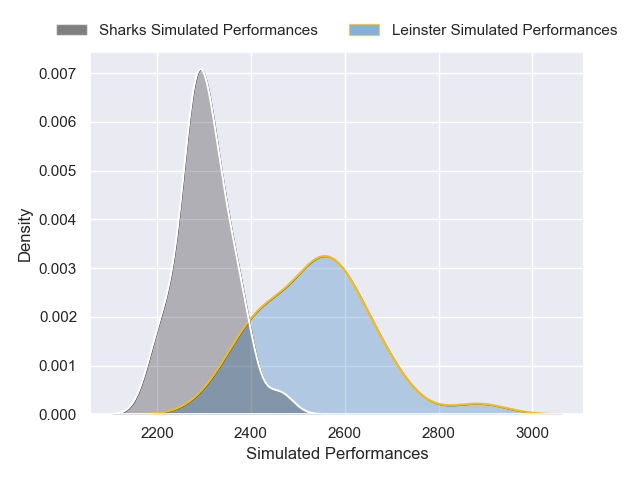 Sharks Simulated Performances Leinster Simulated Performances
0.007
0.006
0.005
0.004
0.003
0.002
0.001
0.000
Density
2200 2400 2600 2800 3000
Simulated Performances